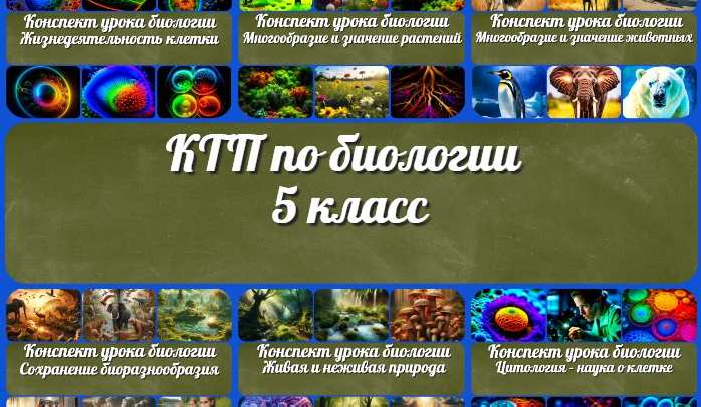 Конспект урока биологии
Жизнедеятельность клетки
Конспект урока биологии
Многообразие и значение растений
Конспект урока биологии
Многообразие и значение животных
КТП по биологии
5 класс
Конспект урока биологии
Сохранение биоразнообразия
Конспект урока биологии
Живая и неживая природа
Конспект урока биологии
Цитология - наука о клетке